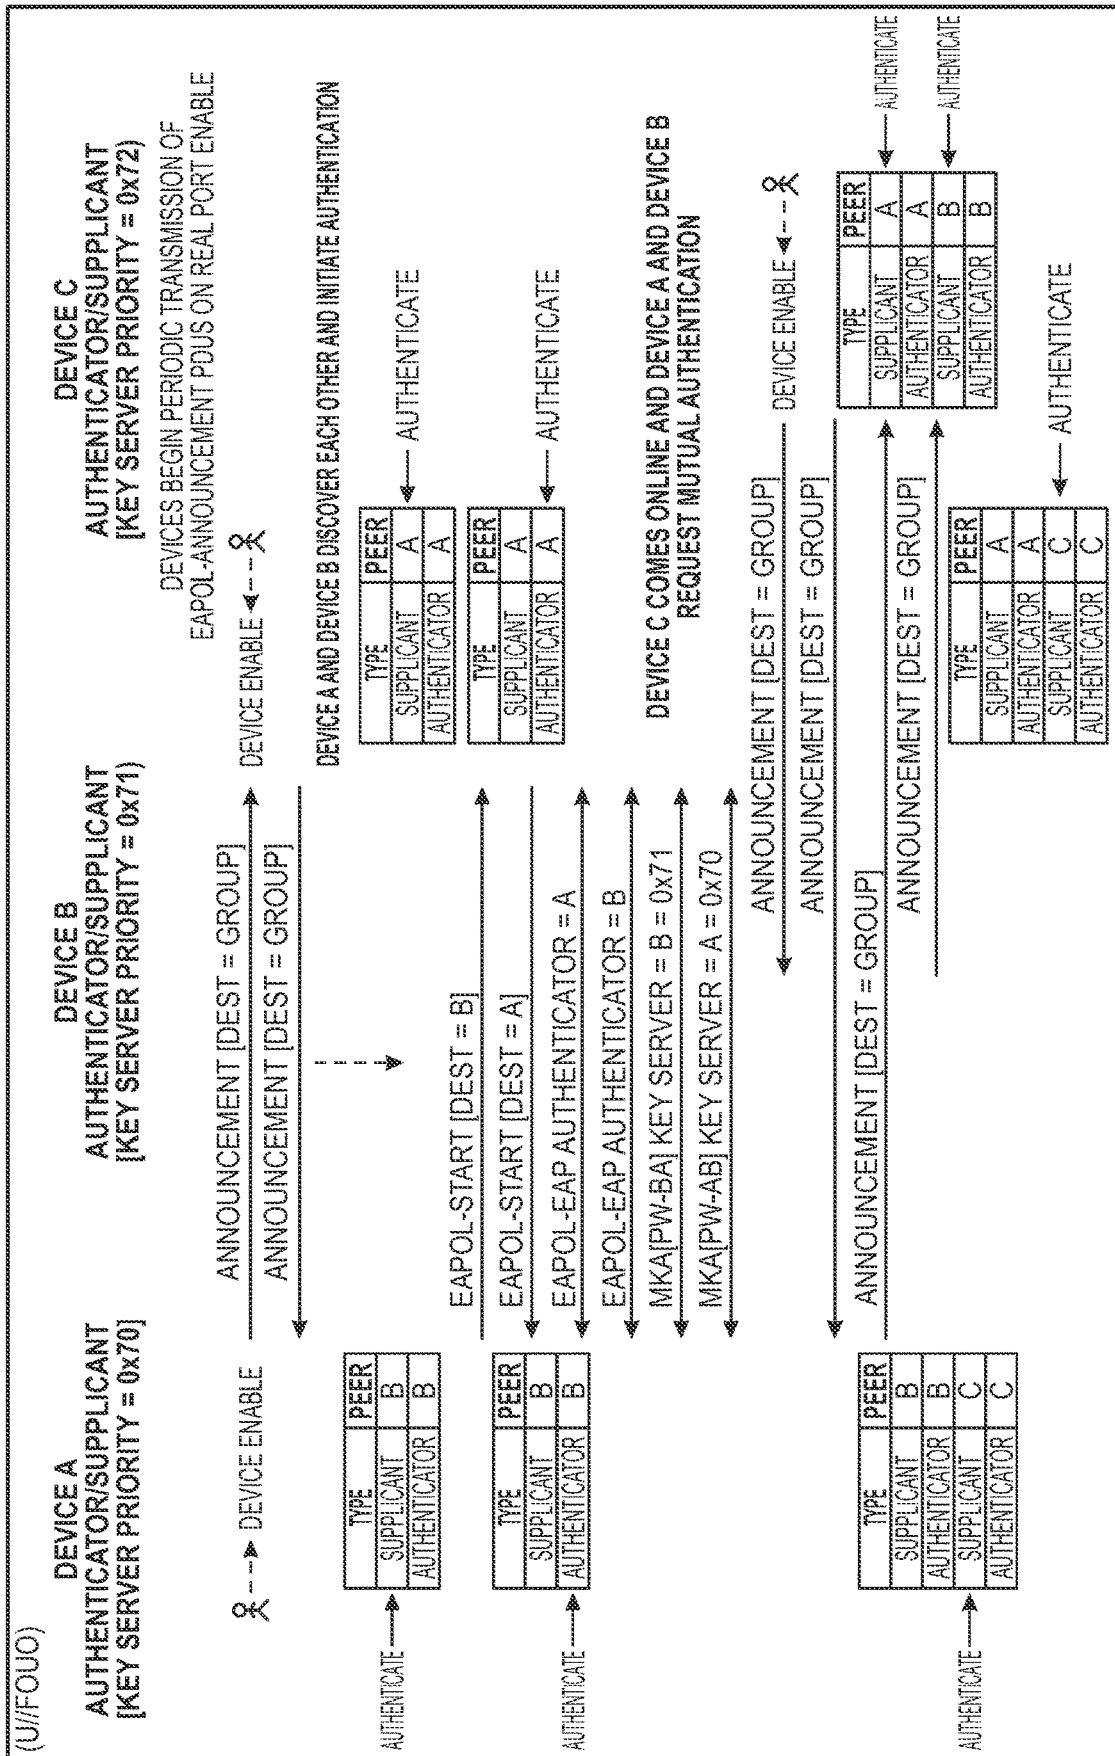 (U//FOUO)
DEVICE A
AUTHENTICATOR/SUPPLICANT
[KEY SERVER PRIORITY = 0x70]
DEVICE B
AUTHENTICATOR/SUPPLICANT
[KEY SERVER PRIORITY = 0x71)
DEVICE C
AUTHENTICATOR/SUPPLICANT
[KEY SERVER PRIORITY = 0x72)
DEVICES BEGIN PERIODIC TRANSMISSION OF
EAPOL-ANNOUNCEMENT PDUS ON REAL PORT ENABLE
DEVICE ENABLE
ANNOUNCEMENT [DEST = GROUP]
DEVICE ENABLE
ANNOUNCEMENT [DEST = GROUP]
DEVICE A AND DEVICE B DISCOVER EACH OTHER AND INITIATE AUTHENTICATION
TYPE PEER
SUPPLICANT B
AUTHENTICATOR B
AUTHENTICATE
TYPE PEER
SUPPLICANT A
AUTHENTICATOR A
AUTHENTICATE
EAPOL-START [DEST = B]
TYPE PEER
SUPPLICANT A
AUTHENTICATOR A
AUTHENTICATE
TYPE PEER
SUPPLICANT B
AUTHENTICATOR B
AUTHENTICATE
EAPOL-START [DEST = A]
EAPOL-EAP AUTHENTICATOR = A
EAPOL-EAP AUTHENTICATOR = B
MKA[PW-BA] KEY SERVER = B = 0x71
MKA[PW-AB] KEY SERVER = A = 0x70
DEVICE C COMES ONLINE AND DEVICE A AND DEVICE B
REQUEST MUTUAL AUTHENTICATION
ANNOUNCEMENT [DEST = GROUP]
DEVICE ENABLE
ANNOUNCEMENT [DEST = GROUP]
ANNOUNCEMENT [DEST = GROUP]
TYPE PEER
SUPPLICANT A
AUTHENTICATOR A
SUPPLICANT B
AUTHENTICATOR B
AUTHENTICATE
AUTHENTICATE
ANNOUNCEMENT [DEST = GROUP]
TYPE PEER
SUPPLICANT B
AUTHENTICATOR B
SUPPLICANT C
AUTHENTICATOR C
AUTHENTICATE
TYPE PEER
SUPPLICANT A
AUTHENTICATOR A
SUPPLICANT C
AUTHENTICATOR C
AUTHENTICATE